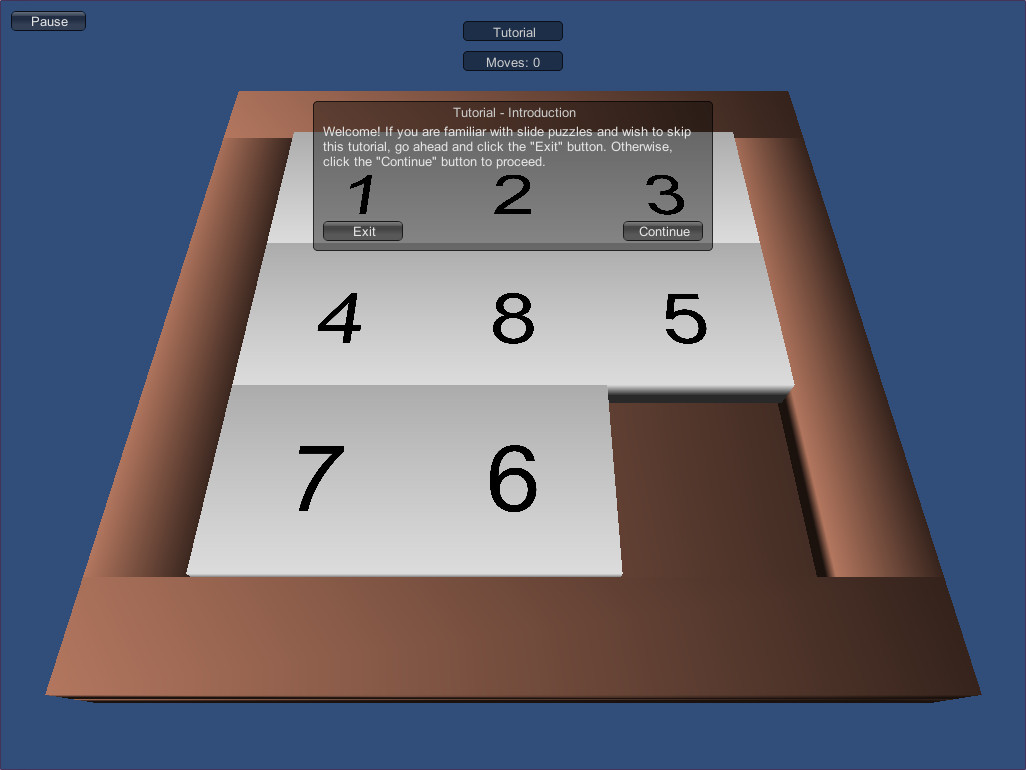 Pause
Tutorial
Moves: 0
Tutorial - Introduction
Welcome! If you are familiar with slide puzzles and wish to skip
this tutorial, go ahead and click the "Exit" button. Otherwise,
click the "Continue" button to proceed.
1 2 3
Exit Continue
4 8 5
7 6